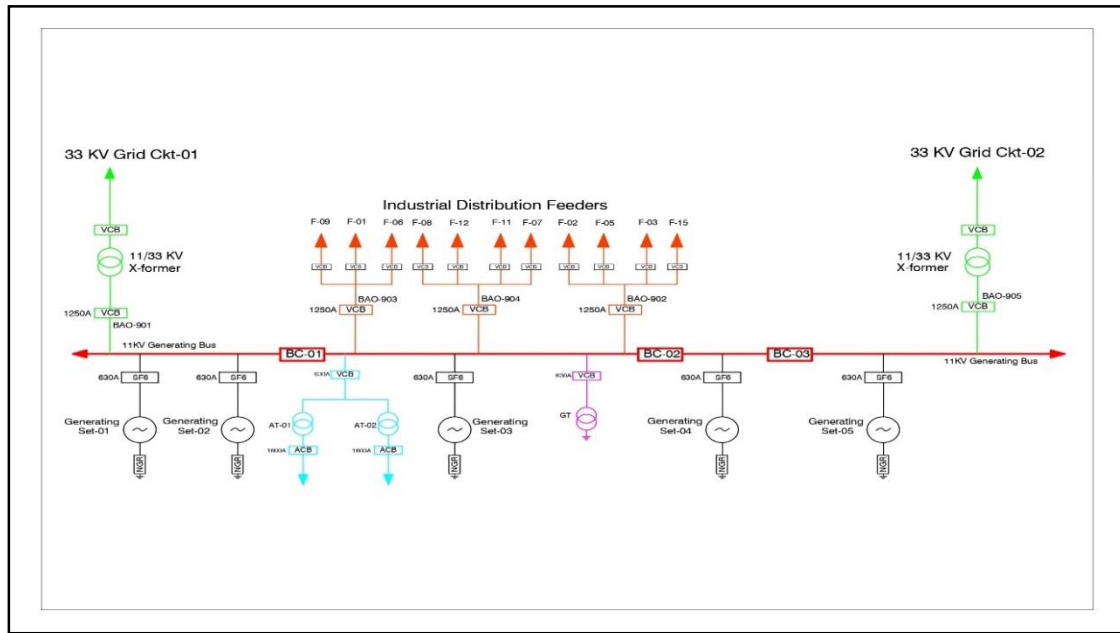 33 KV Grid Ckt-01
33 KV Grid Ckt-02
Industrial Distribution Feeders
F-09 F-01 F-06 F-08 F-12 F-11 F-07 F-02 F-05 F-03 F-15
VCB VCB
VCB VCB VCB VCB VCB VCB VCB VCB VCB VCB VCB
11/33 KV
X-former
11/33 KV
X-former
1250A VCB
BAO-901
BAO-903
1250A VCB
BAO-904
1250A VCB
BAO-902
1250A VCB
BAO-905
1250A VCB
11KV Generating Bus
BC-01
BC-02
BC-03
11KV Generating Bus
630A SF6
630A SF6
630A VCB
630A SF6
630A VCB
630A SF6
630A SF6
Generating
Set-01
Generating
Set-02
AT-01
AT-02
Generating
Set-03
GT
Generating
Set-04
Generating
Set-05
1600A ACB
1600A ACB
NGR
NGR
NGR
NGR
NGR